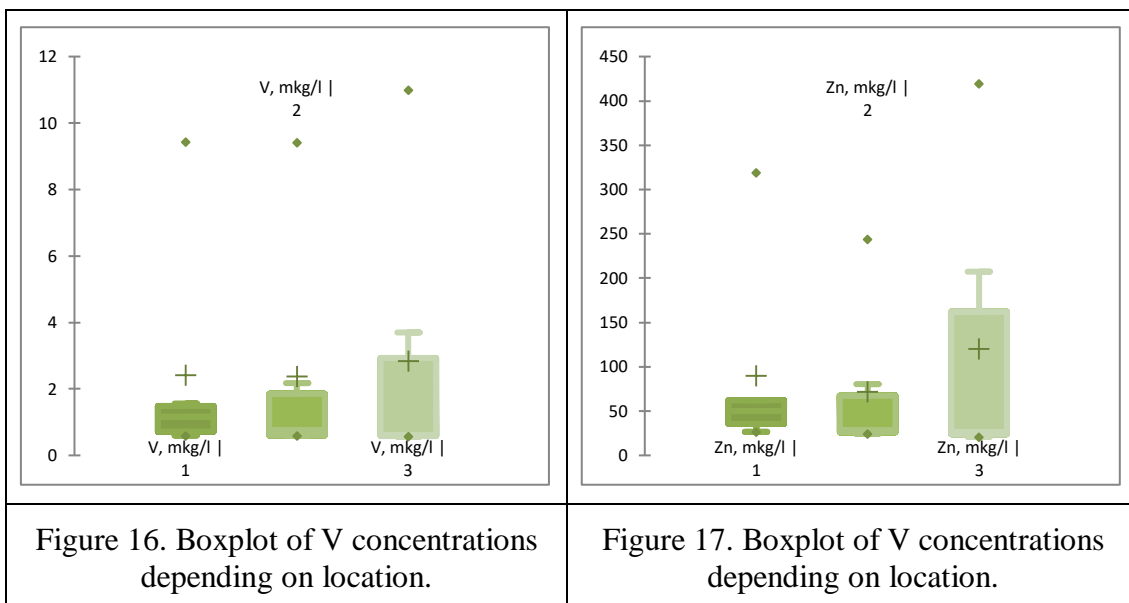 12
10
8
6
4
2
0
V, mkg/l |
2
V, mkg/l |
1
V, mkg/l |
3
Figure 16. Boxplot of V concentrations
depending on location.
450
400
350
300
250
200
150
100
50
0
Zn, mkg/l |
2
Zn, mkg/l |
1
Zn, mkg/l |
3
Figure 17. Boxplot of V concentrations
depending on location.